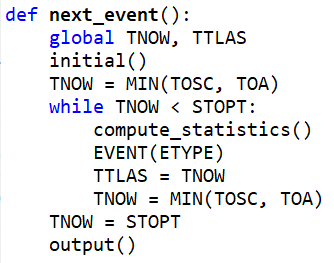 def next_event():
    global TNOW, TTLAS
    initial()
    TNOW = MIN(TOSC, TOA)
    while TNOW < STOPT:
        compute_statistics()
        EVENT(ETYPE)
        TTLAS = TNOW
        TNOW = MIN(TOSC, TOA)
    TNOW = STOPT
    output()